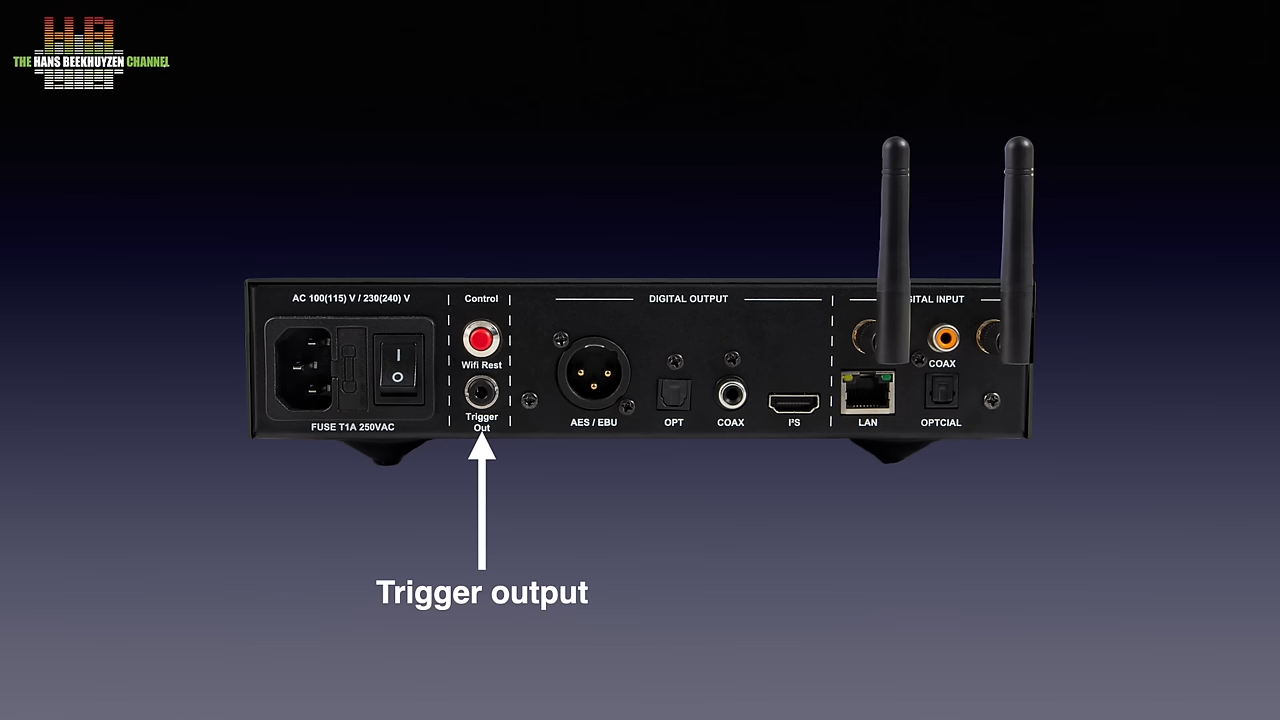 THE HANS BEEKHUYZEN CHANNEL
AC 100(115) V / 230(240) V
Control
DIGITAL OUTPUT
INPUT
Wifi Rest
COAX
Trigger
Out
FUSE T1A 250VAC
AES / EBU
OPT
COAX
I²S
LAN
OPTCIAL
Trigger output